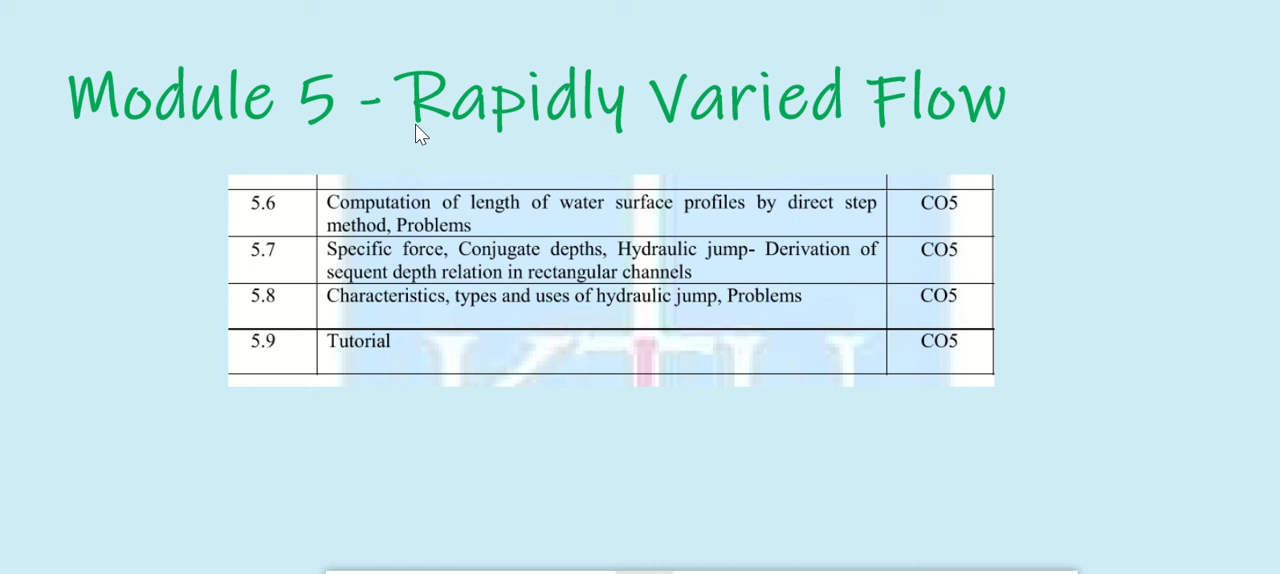 Module 5 - Rapidly Varied Flow
5.6 Computation of length of water surface profiles by direct step CO5
method, Problems
5.7 Specific force, Conjugate depths, Hydraulic jump- Derivation of CO5
sequent depth relation in rectangular channels
5.8 Characteristics, types and uses of hydraulic jump, Problems CO5
5.9 Tutorial CO5
KTU